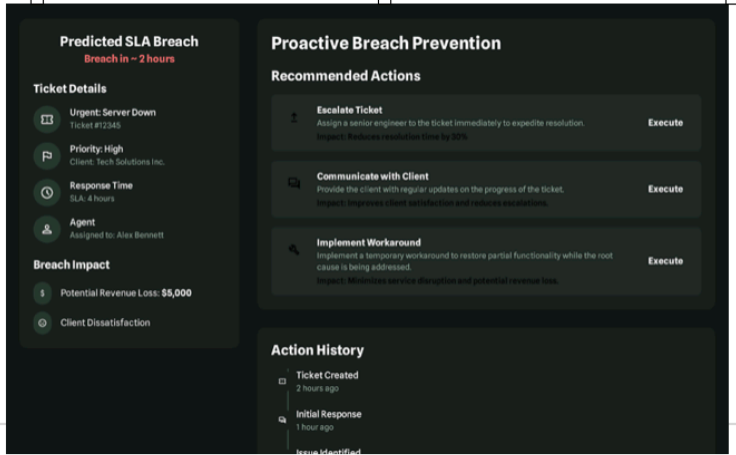 Predicted SLA Breach
Breach in ~ 2 hours
Ticket Details
Urgent: Server Down
Ticket #12345
Priority: High
Client: Tech Solutions Inc.
Response Time
SLA: 4 hours
Agent
Assigned to: Alex Bennett
Breach Impact
$
Potential Revenue Loss: $5,000
Client Dissatisfaction
Proactive Breach Prevention
Recommended Actions
Escalate Ticket
Assign a senior engineer to the ticket immediately to expedite resolution.
Impact: Reduces resolution time by 30%
Execute
Communicate with Client
Provide the client with regular updates on the progress of the ticket.
Impact: Improves client satisfaction and reduces escalations.
Execute
Implement Workaround
Implement a temporary workaround to restore partial functionality while the root
cause is being addressed.
Impact: Minimizes service disruption and potential revenue loss.
Execute
Action History
Ticket Created
2 hours ago
Initial Response
1 hour ago
Issue Identified